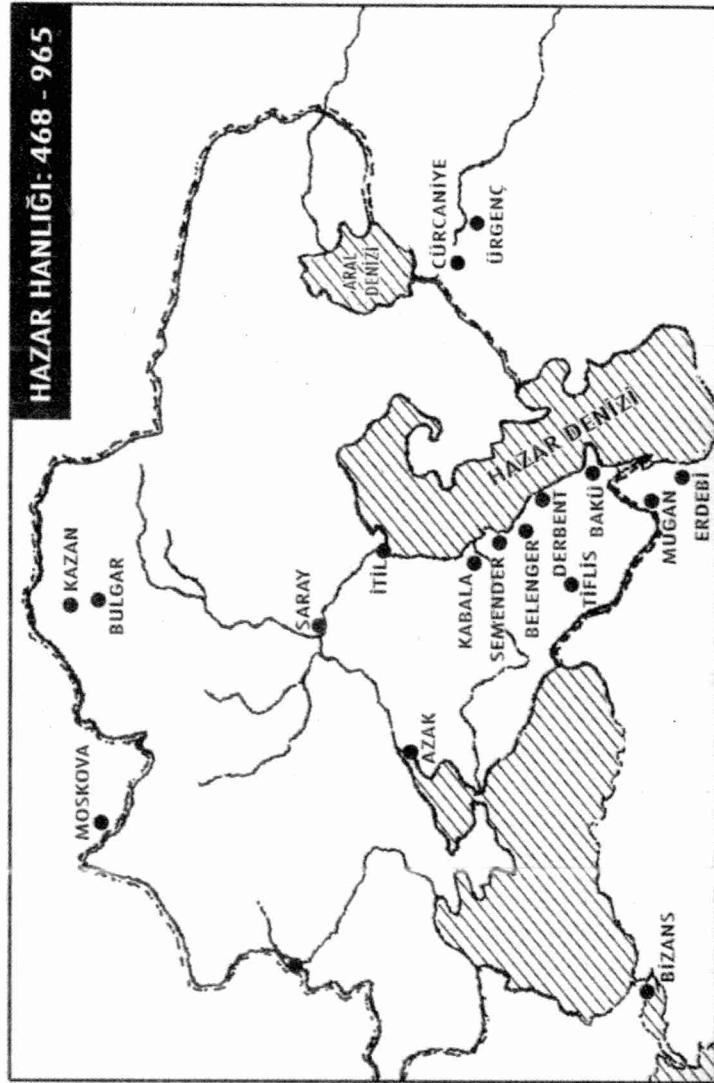 HAZAR HANLIĞI: 468 - 965
MOSKOVA
KAZAN
BULGAR
SARAY
AZAK
İTİL
ARAL
DENİZİ
CÜRCANİYE
ÜRGENÇ
HAZAR DENİZİ
KABALA
SEMENDER
BELENGER
DERBENT
TİFLİS
BAKÜ
MUGAN
ERDEBİ
BİZANS